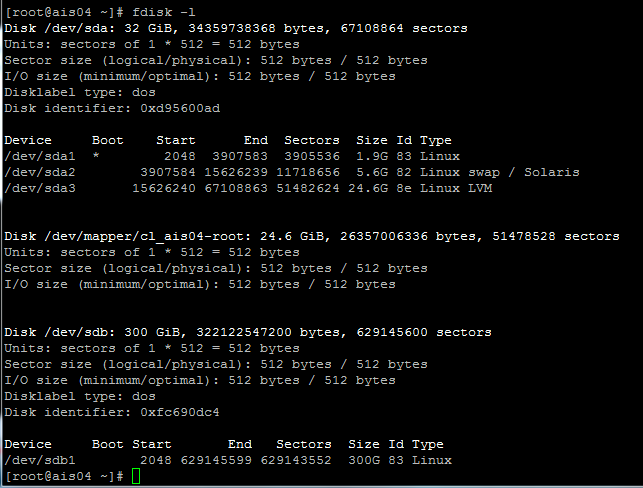 [root@ais04 ~]# fdisk -l
Disk /dev/sda: 32 GiB, 34359738368 bytes, 67108864 sectors
Units: sectors of 1 * 512 = 512 bytes
Sector size (logical/physical): 512 bytes / 512 bytes
I/O size (minimum/optimal): 512 bytes / 512 bytes
Disklabel type: dos
Disk identifier: 0xd95600ad
Device     Boot    Start      End  Sectors  Size Id Type
/dev/sda1  *        2048  3907583  3905536  1.9G 83 Linux
/dev/sda2        3907584 15626239 11718656  5.6G 82 Linux swap / Solaris
/dev/sda3       15626240 67108863 51482624 24.6G 8e Linux LVM
Disk /dev/mapper/cl_ais04-root: 24.6 GiB, 26357006336 bytes, 51478528 sectors
Units: sectors of 1 * 512 = 512 bytes
Sector size (logical/physical): 512 bytes / 512 bytes
I/O size (minimum/optimal): 512 bytes / 512 bytes
Disk /dev/sdb: 300 GiB, 322122547200 bytes, 629145600 sectors
Units: sectors of 1 * 512 = 512 bytes
Sector size (logical/physical): 512 bytes / 512 bytes
I/O size (minimum/optimal): 512 bytes / 512 bytes
Disklabel type: dos
Disk identifier: 0xfc690dc4
Device     Boot Start       End   Sectors  Size Id Type
/dev/sdb1        2048 629145599 629143552  300G 83 Linux
[root@ais04 ~]#